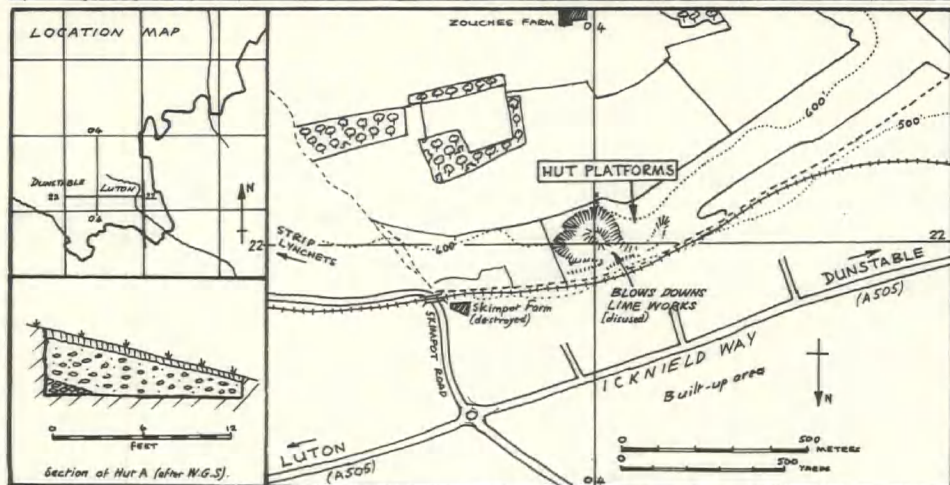 LOCATION MAP
04
DUNSTABLE
LUTON
22
22
04
N
0 6 12
FEET
Section of Hut A (after W.G.S).
ZOUCHES FARM
04
600'
500'
HUT PLATFORMS
STRIP
LYNCHETS
22
600'
22
Skimpot Farm
(destroyed)
BLOWS DOWNS
LIME WORKS
(disused)
DUNSTABLE
(A505)
SKIMPOT ROAD
ICKNIELD WAY
Built-up area
N
LUTON
(A505)
04
0 500
METERS
0 500
YARDS